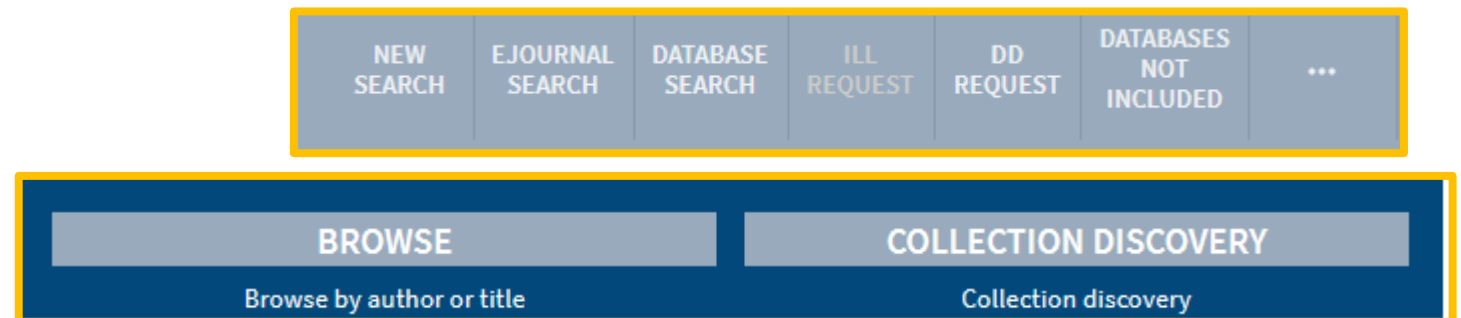 NEW
SEARCH
EJOURNAL
SEARCH
DATABASE
SEARCH
ILL
REQUEST
DD
REQUEST
DATABASES
NOT
INCLUDED
...
BROWSE
Browse by author or title
COLLECTION DISCOVERY
Collection discovery